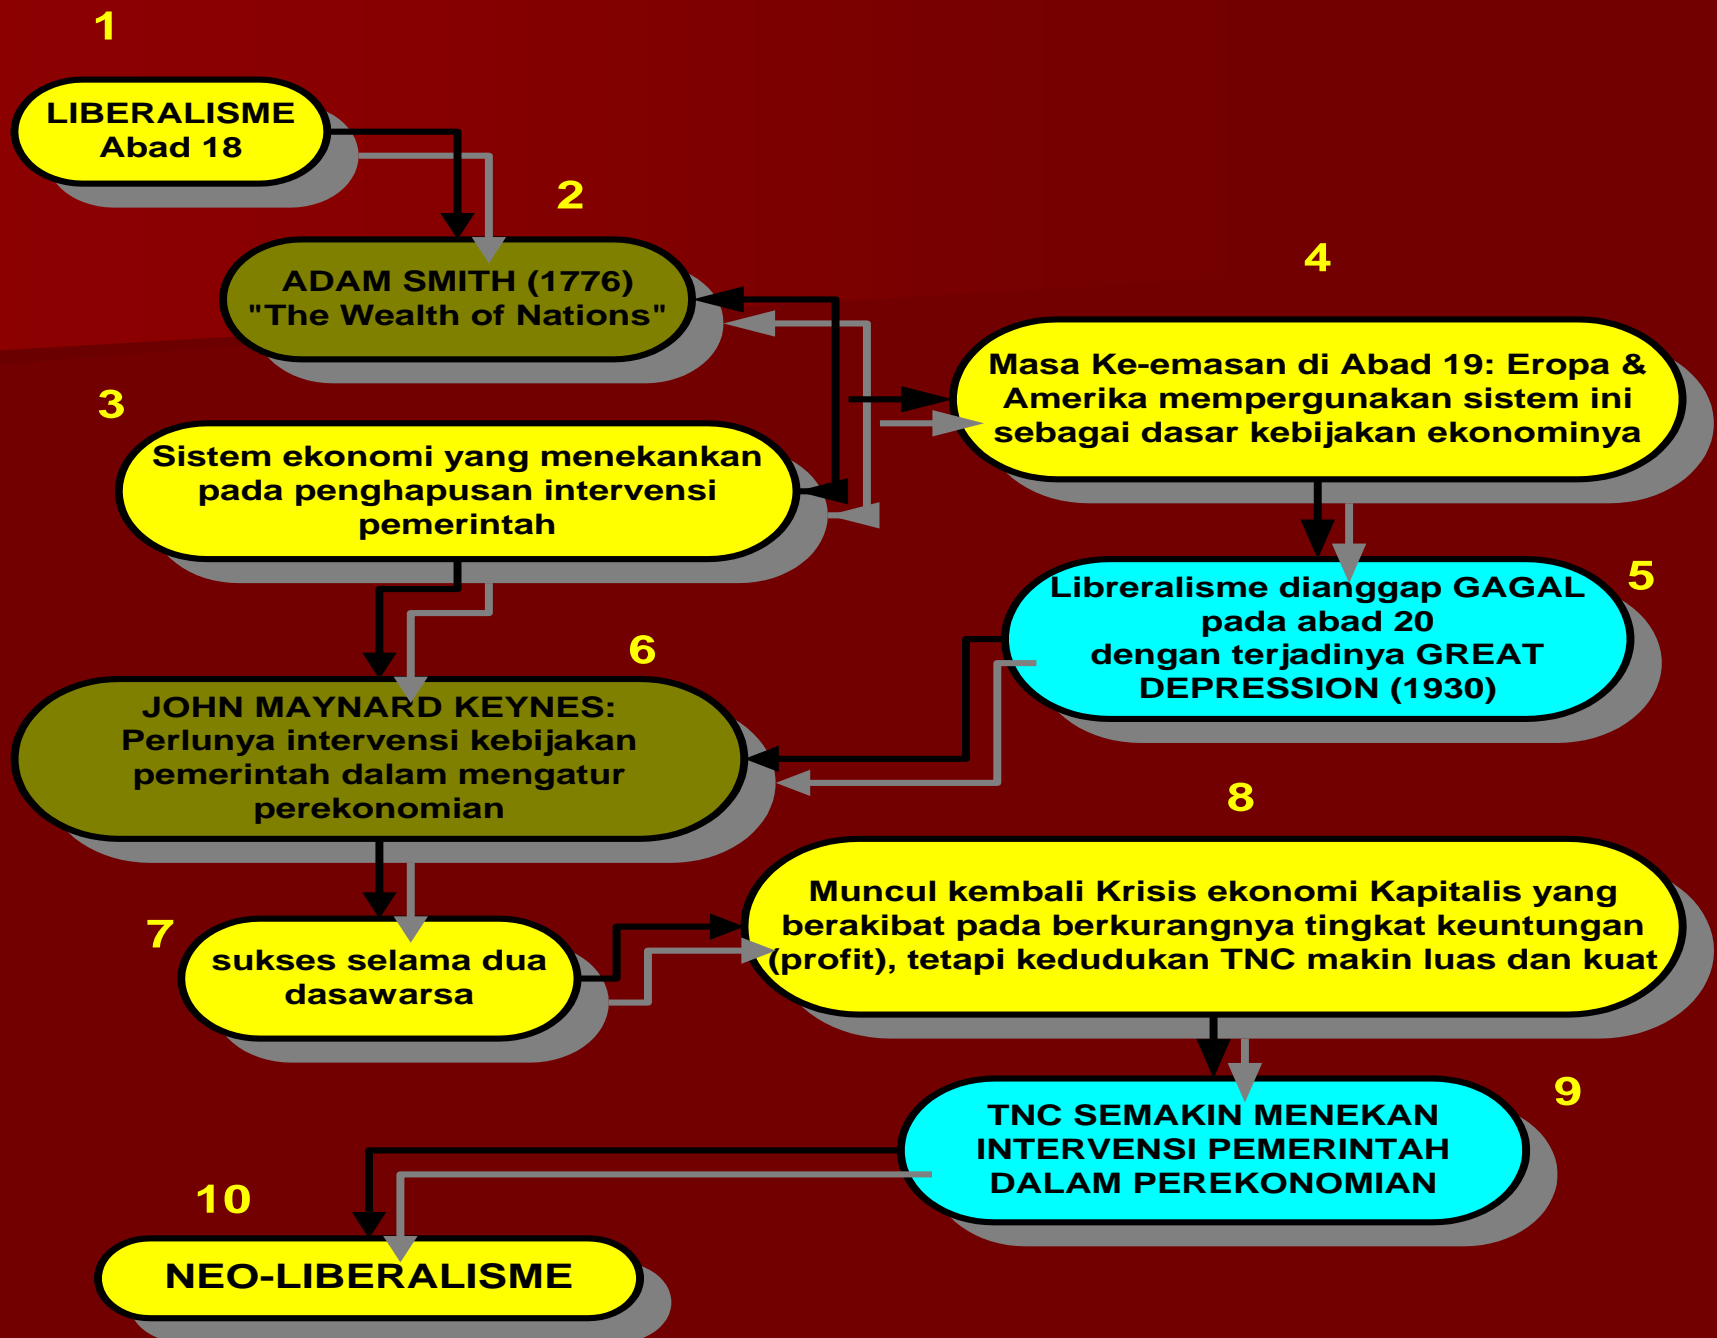 1
LIBERALISME
Abad 18
2
ADAM SMITH (1776)
"The Wealth of Nations"
3
Sistem ekonomi yang menekankan
pada penghapusan intervensi
pemerintah
4
Masa Ke-emasan di Abad 19: Eropa &
Amerika mempergunakan sistem ini
sebagai dasar kebijakan ekonominya
5
Libreralisme dianggap GAGAL
pada abad 20
dengan terjadinya GREAT
DEPRESSION (1930)
6
JOHN MAYNARD KEYNES:
Perlunya intervensi kebijakan
pemerintah dalam mengatur
perekonomian
7
sukses selama dua
dasawarsa
8
Muncul kembali Krisis ekonomi Kapitalis yang
berakibat pada berkurangnya tingkat keuntungan
(profit), tetapi kedudukan TNC makin luas dan kuat
9
TNC SEMAKIN MENEKAN
INTERVENSI PEMERINTAH
DALAM PEREKONOMIAN
10
NEO-LIBERALISME